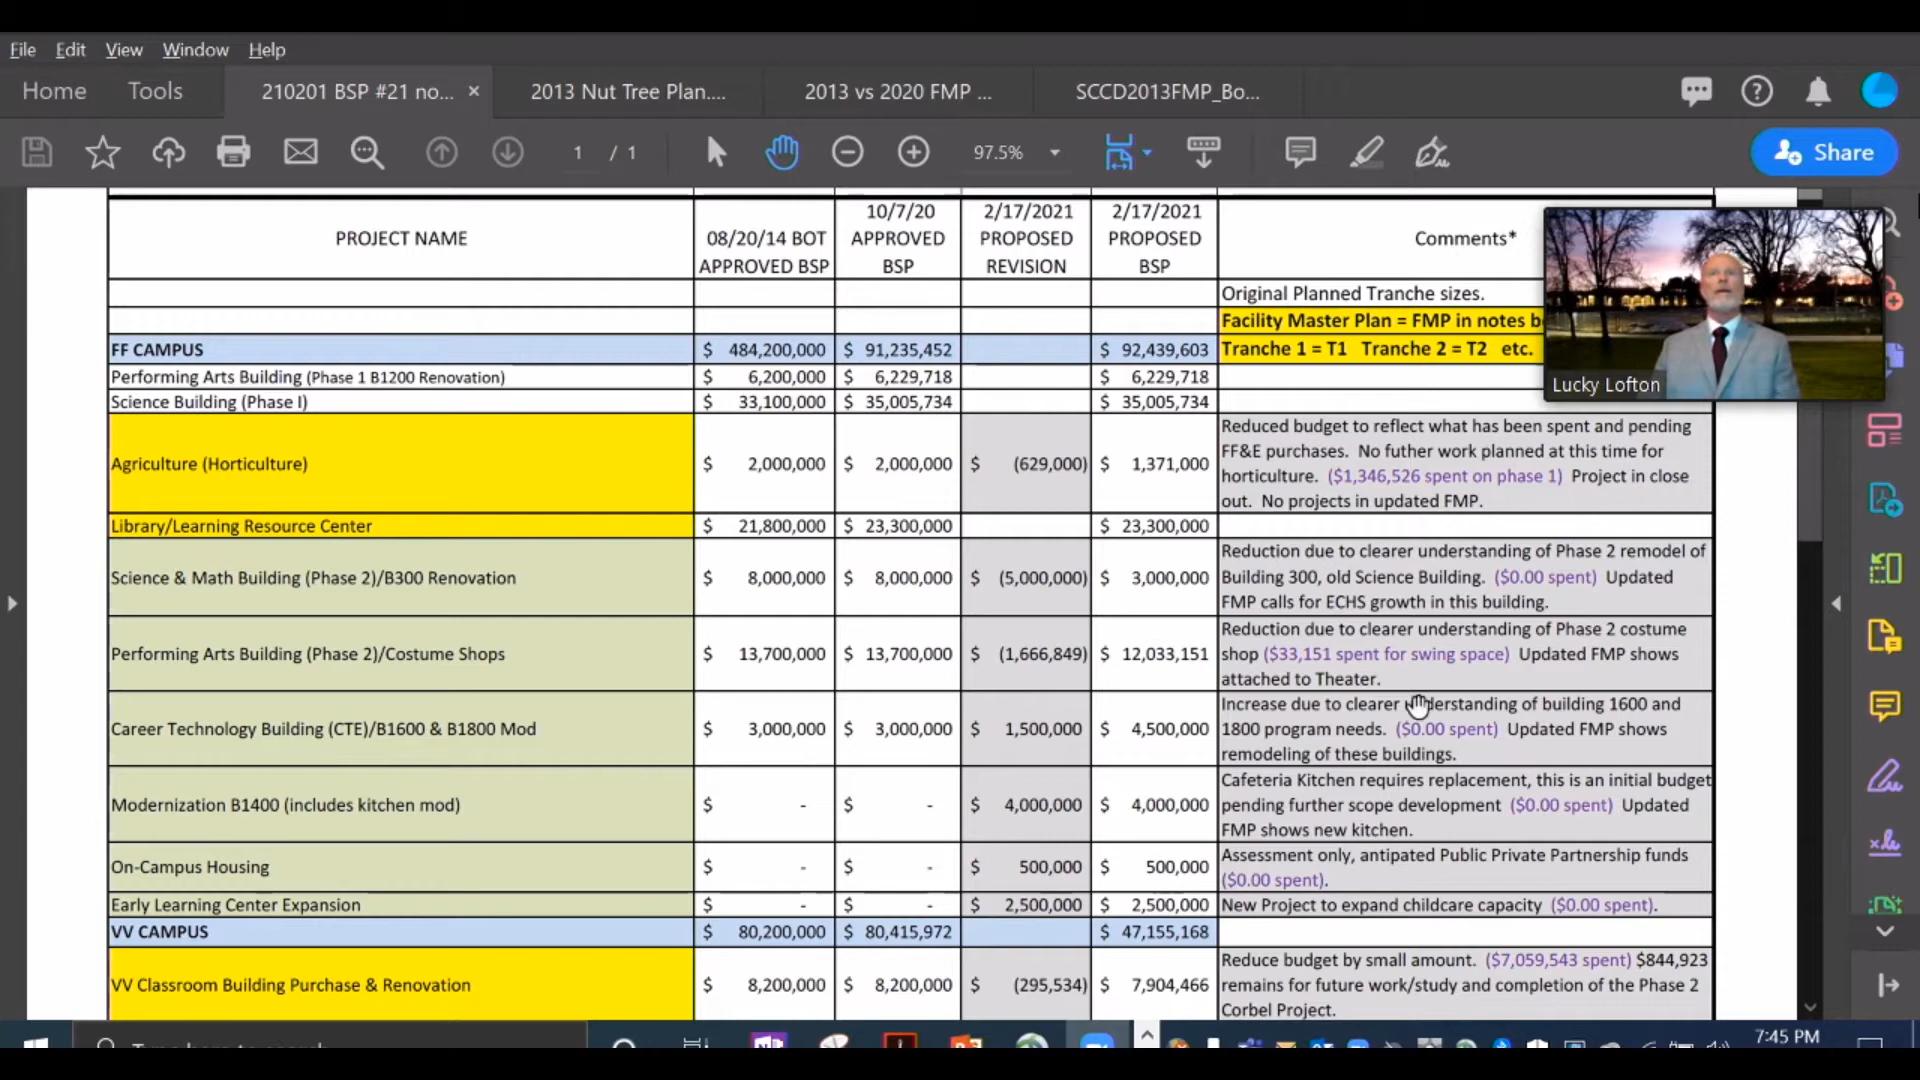 File Edit View Window Help
Home Tools 210201 BSP #21 no... × 2013 Nut Tree Plan.... 2013 vs 2020 FMP ... SCCD2013FMP_Bo...
1 / 1 97.5% Share
PROJECT NAME
08/20/14 BOT
APPROVED BSP
10/7/20
APPROVED
BSP
2/17/2021
PROPOSED
REVISION
2/17/2021
PROPOSED
BSP
Comments*
Original Planned Tranche sizes.
Facility Master Plan = FMP in notes b
FF CAMPUS $ 484,200,000 $ 91,235,452 $ 92,439,603 Tranche 1 = T1 Tranche 2 = T2 etc.
Lucky Lofton
Performing Arts Building (Phase 1 B1200 Renovation) $ 6,200,000 $ 6,229,718 $ 6,229,718
Science Building (Phase I) $ 33,100,000 $ 35,005,734 $ 35,005,734
Agriculture (Horticulture) $ 2,000,000 $ 2,000,000 $ (629,000) $ 1,371,000
Reduced budget to reflect what has been spent and pending
FF&E purchases. No futher work planned at this time for
horticulture. ($1,346,526 spent on phase 1) Project in close
out. No projects in updated FMP.
Library/Learning Resource Center $ 21,800,000 $ 23,300,000 $ 23,300,000
Science & Math Building (Phase 2)/B300 Renovation $ 8,000,000 $ 8,000,000 $ (5,000,000) $ 3,000,000
Reduction due to clearer understanding of Phase 2 remodel of
Building 300, old Science Building. ($0.00 spent) Updated
FMP calls for ECHS growth in this building.
Performing Arts Building (Phase 2)/Costume Shops $ 13,700,000 $ 13,700,000 $ (1,666,849) $ 12,033,151
Reduction due to clearer understanding of Phase 2 costume
shop ($33,151 spent for swing space) Updated FMP shows
attached to Theater.
Career Technology Building (CTE)/B1600 & B1800 Mod $ 3,000,000 $ 3,000,000 $ 1,500,000 $ 4,500,000
Increase due to clearer understanding of building 1600 and
1800 program needs. ($0.00 spent) Updated FMP shows
remodeling of these buildings.
Modernization B1400 (includes kitchen mod) $ - $ - $ 4,000,000 $ 4,000,000
Cafeteria Kitchen requires replacement, this is an initial budget
pending further scope development ($0.00 spent) Updated
FMP shows new kitchen.
On-Campus Housing $ - $ - $ 500,000 $ 500,000
Assessment only, antipated Public Private Partnership funds
($0.00 spent).
Early Learning Center Expansion $ - $ - $ 2,500,000 $ 2,500,000 New Project to expand childcare capacity ($0.00 spent).
VV CAMPUS $ 80,200,000 $ 80,415,972 $ 47,155,168
VV Classroom Building Purchase & Renovation $ 8,200,000 $ 8,200,000 $ (295,534) $ 7,904,466
Reduce budget by small amount. ($7,059,543 spent) $844,923
remains for future work/study and completion of the Phase 2
Corbel Project.
7:45 PM